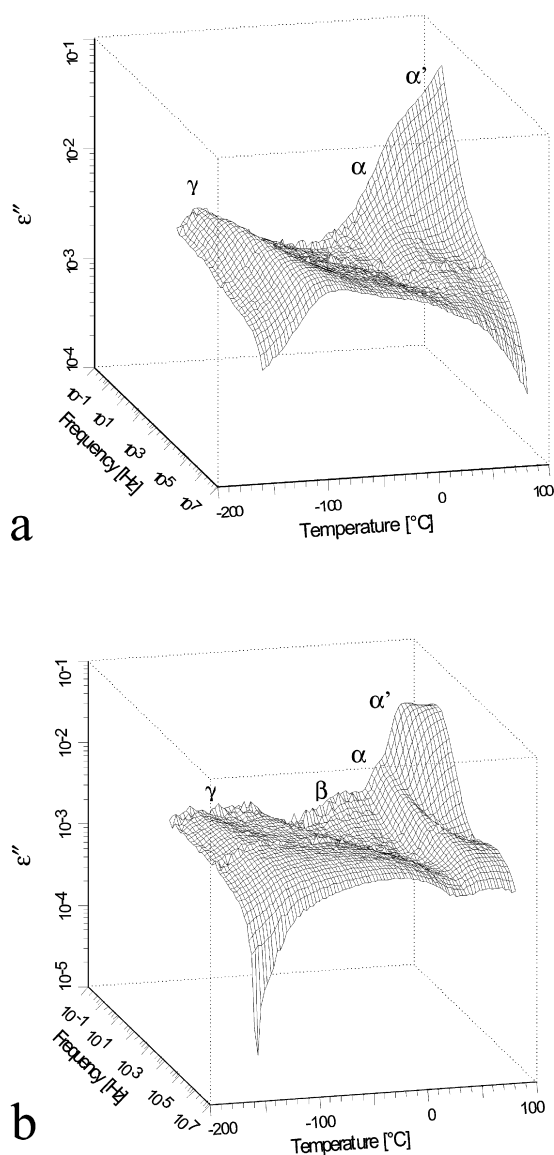 10-1
α'
10-2
α
γ
ε″
10-3
10-4
10-1
101
103
105
107
Frequency [Hz]
-200
-100
0
100
Temperature [°C]
a
10-1
α'
10-2
α
β
γ
10-3
ε″
10-4
10-5
10-1
101
103
105
107
Frequency [Hz]
-200
-100
0
100
Temperature [°C]
b